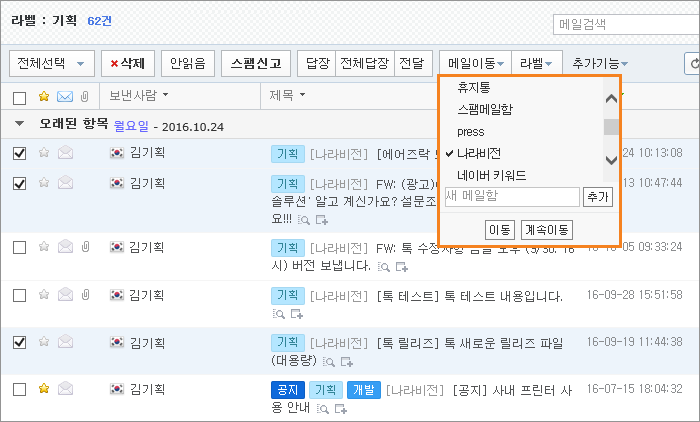 라벨 : 기획 62건
메일검색
전체선택 삭제 안읽음 스팸신고 답장 전체답장 전달 메일이동 라벨 추가기능
보낸사람 제목
휴지통
스팸메일함
press
나라비전
네이버 키워드
새 메일함 추가
이동 계속이동
오래된 항목 월요일 - 2016.10.24
김기획 기획 [나라비전] [에어즈락 24 10:13:08
김기획 기획 [나라비전] FW: (광고) 13 10:47:44
솔루션' 알고 계신가요? 설문조
요!!!
김기획 기획 [나라비전] FW: 톡 수정사항 금일 오후 (9/30. 16 05 09:33:24
시) 버전 보냅니다.
김기획 기획 [나라비전] [톡 테스트] 톡 테스트 내용입니다. 16-09-28 15:51:58
김기획 기획 [나라비전] [톡 릴리즈] 톡 새로운 릴리즈 파일 16-09-19 11:44:38
(대용량)
김기획 공지 기획 개발 [나라비전] [공지] 사내 프린터 사 16-07-15 18:04:32
용 안내